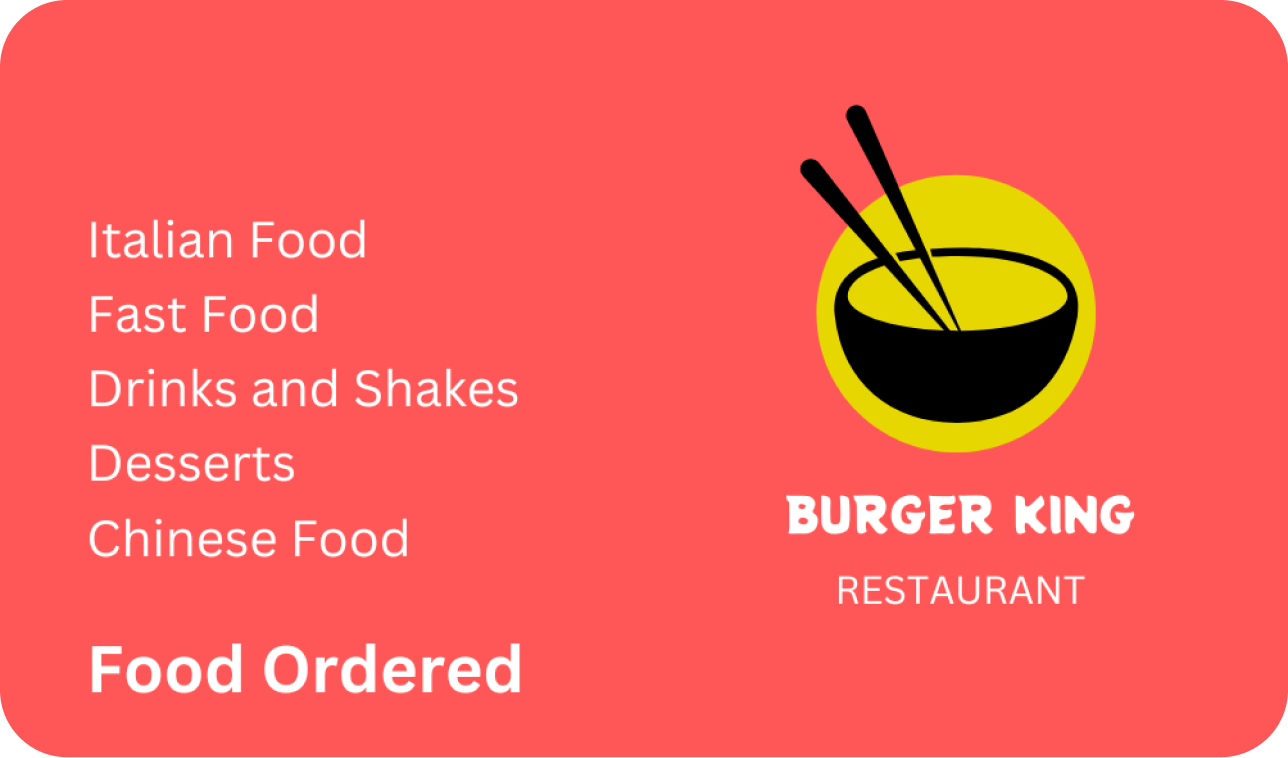 Italian Food
Fast Food
Drinks and Shakes
Desserts
Chinese Food
Food Ordered
BURGER KING
RESTAURANT